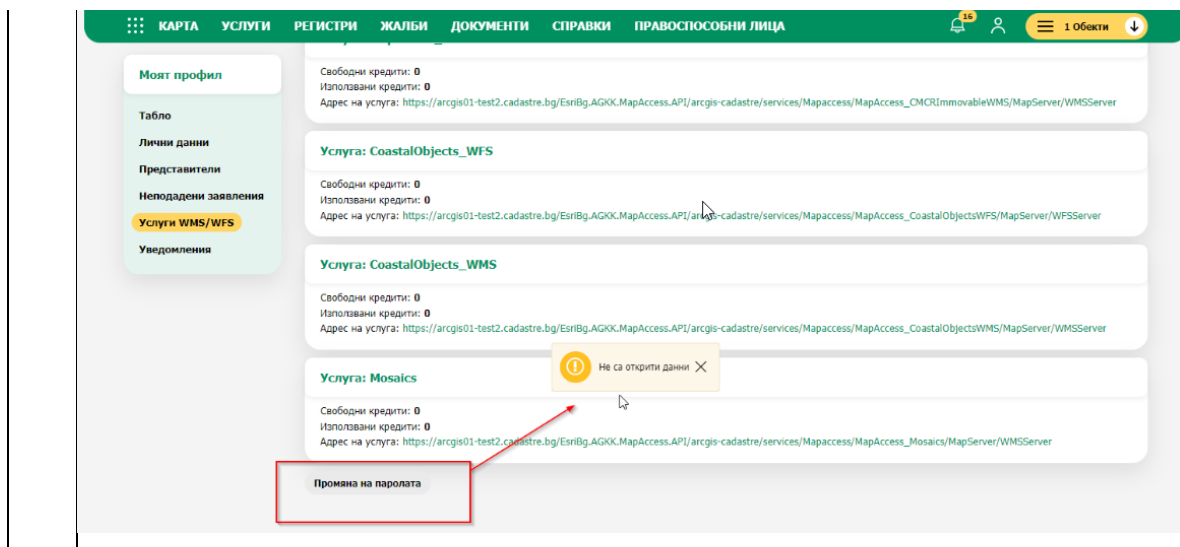 КАРТА УСЛУГИ РЕГИСТРИ ЖАЛБИ ДОКУМЕНТИ СПРАВКИ ПРАВОСПОСОБНИ ЛИЦА 16 1 Обекти
Моят профил
Табло
Лични данни
Представители
Неподадени заявления
Услуги WMS/WFS
Уведомления
Свободни кредити: 0
Използвани кредити: 0
Адрес на услуга: https://arcgis01-test2.cadastre.bg/EsriBg.AGKK.MapAccess.API/arcgis-cadastre/services/Mapaccess/MapAccess_CMCRImmovableWMS/MapServer/WMSServer
Услуга: CoastalObjects_WFS
Свободни кредити: 0
Използвани кредити: 0
Адрес на услуга: https://arcgis01-test2.cadastre.bg/EsriBg.AGKK.MapAccess.API/arcgis-cadastre/services/Mapaccess/MapAccess_CoastalObjectsWFS/MapServer/WFSServer
Услуга: CoastalObjects_WMS
Свободни кредити: 0
Използвани кредити: 0
Адрес на услуга: https://arcgis01-test2.cadastre.bg/EsriBg.AGKK.MapAccess.API/arcgis-cadastre/services/Mapaccess/MapAccess_CoastalObjectsWMS/MapServer/WMSServer
Не са открити данни
Услуга: Mosaics
Свободни кредити: 0
Използвани кредити: 0
Адрес на услуга: https://arcgis01-test2.cadastre.bg/EsriBg.AGKK.MapAccess.API/arcgis-cadastre/services/Mapaccess/MapAccess_Mosaics/MapServer/WMSServer
Промяна на паролата